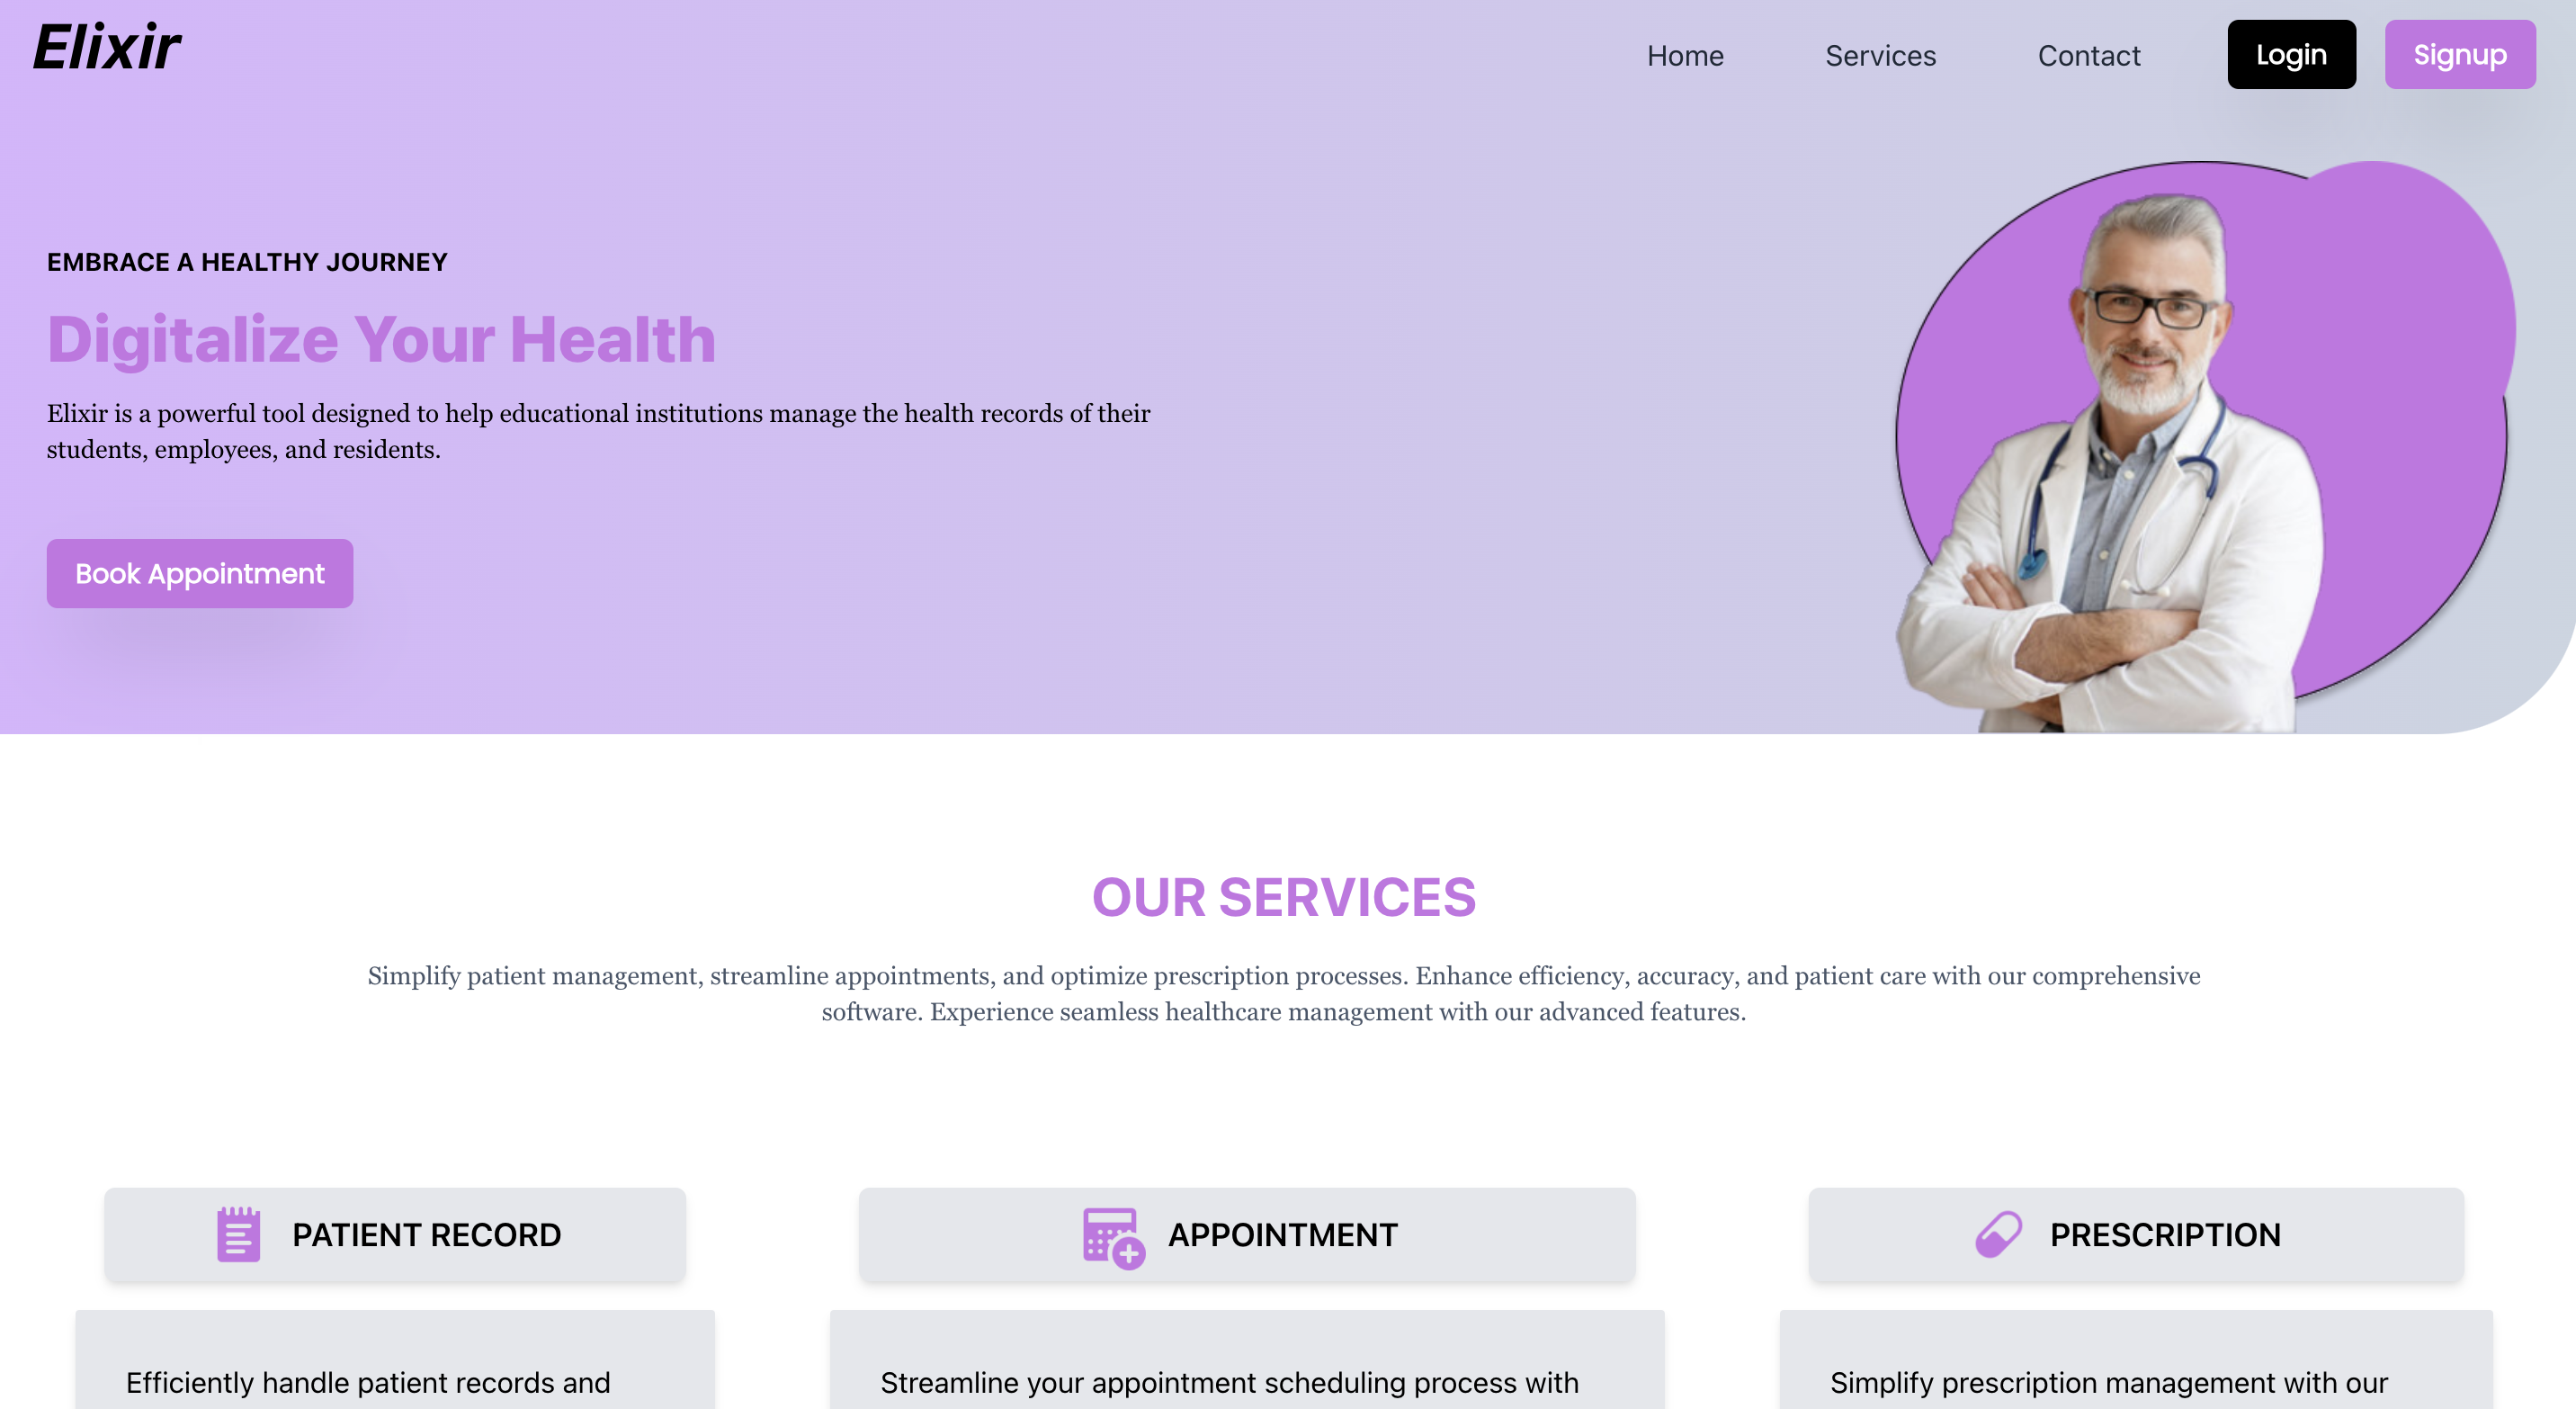 Elixir
Home
Services
Contact
Login
Signup
EMBRACE A HEALTHY JOURNEY
Digitalize Your Health
Elixir is a powerful tool designed to help educational institutions manage the health records of their
students, employees, and residents.
Book Appointment
OUR SERVICES
Simplify patient management, streamline appointments, and optimize prescription processes. Enhance efficiency, accuracy, and patient care with our comprehensive
software. Experience seamless healthcare management with our advanced features.
PATIENT RECORD
Efficiently handle patient records and
APPOINTMENT
Streamline your appointment scheduling process with
PRESCRIPTION
Simplify prescription management with our